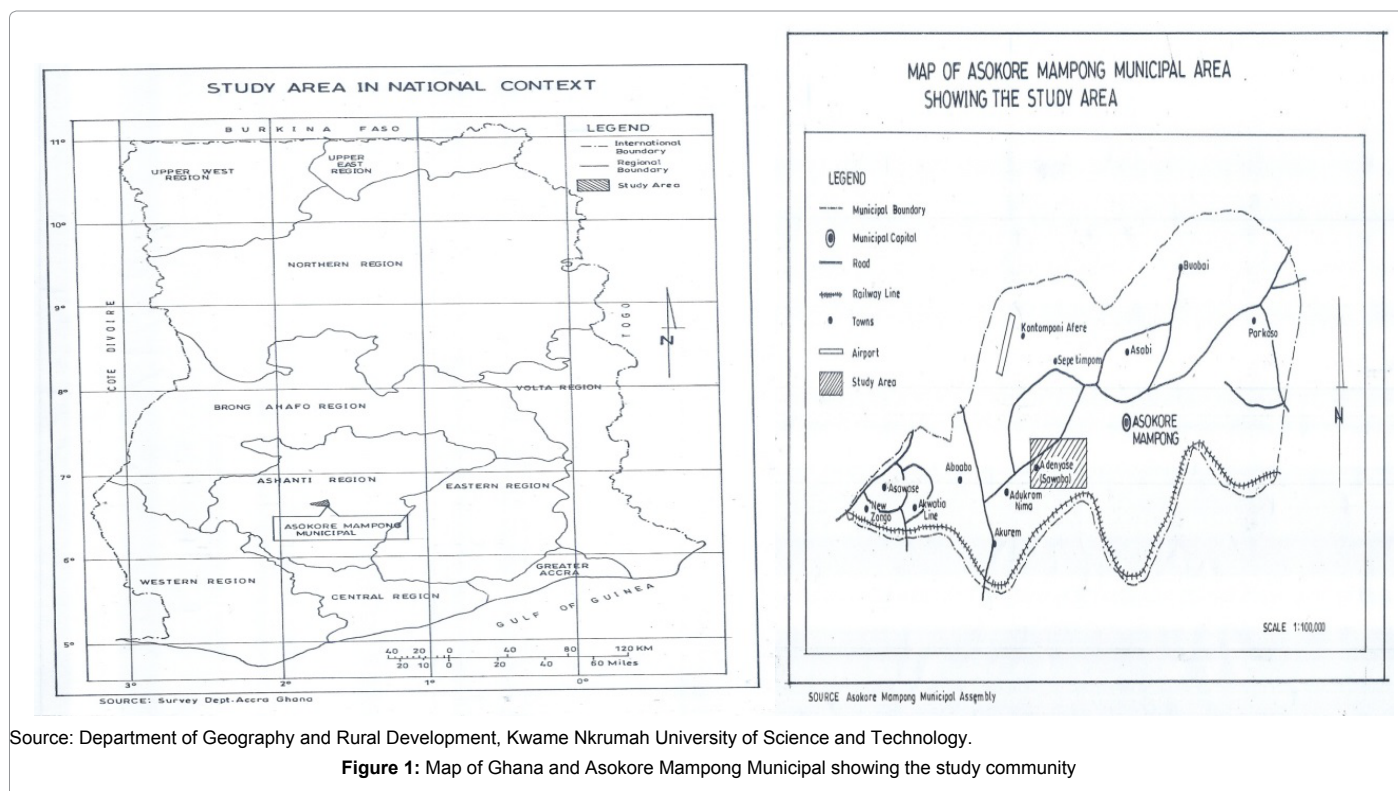 STUDY AREA IN NATIONAL CONTEXT
BURKINA FASO
LEGEND
International
Boundary
Regional
Boundary
Study Area
11°
10°
9°
8°
7°
6°
5°
3°
2°
1°
0°
UPPER WEST
REGION
UPPER
EAST
REGION
NORTHERN REGION
COTE DIVOIRE
TOGO
N
VOLTA REGION
BRONG AHAFO REGION
ASHANTI REGION
EASTERN REGION
ASOKORE MAMPONG
MUNICIPAL
WESTERN REGION
CENTRAL REGION
GREATER
ACCRA
GULF OF GUINEA
40 20 0 40 80 120 KM
20 10 0 20 40 60 Miles
SOURCE: Survey Dept-Accra Ghana
MAP OF ASOKORE MAMPONG MUNICIPAL AREA
SHOWING THE STUDY AREA
LEGEND
Municipal Boundary
Municipal Capital
Road
Railway Line
Towns
Airport
Study Area
Buobai
Kontomponi Afere
Parkoso
Sepe timpom
Asabi
ASOKORE
MAMPONG
N
Aboabo
Adenyase
(Sawaba)
Asawase
New
Zongo
Akwatia
Line
Adukrom
Nima
Akurem
SCALE 1:100,000
SOURCE Asokore Mampong Municipal Assembly
Source: Department of Geography and Rural Development, Kwame Nkrumah University of Science and Technology.
Figure 1: Map of Ghana and Asokore Mampong Municipal showing the study community